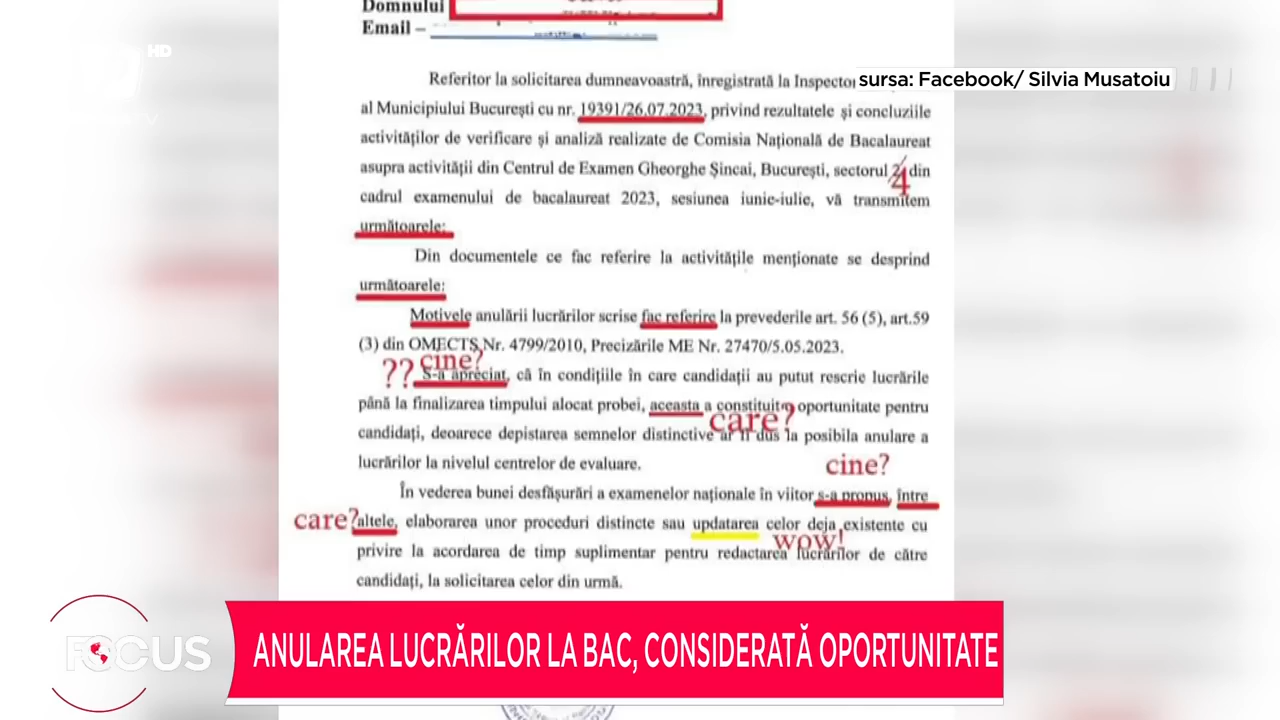 HD
Domnului
Email –
sursa: Facebook/ Silvia Musatoiu
Referitor la solicitarea dumneavoastră, înregistrată la
al Municipiului București cu nr. 19391/26.07.2023, privind rezultatele și concluziile
activităților de verificare și analiză realizate de Comisia Națională de Bacalaureat
asupra activității din Centrul de Examen Gheorghe Șincai, București, sectorul 2, din
4
cadrul examenului de bacalaureat 2023, sesiunea iunie-iulie, vă transmitem
următoarele:
Din documentele ce fac referire la activitățile menționate se desprind
următoarele:
Motivele anulării lucrărilor scrise fac referire la prevederile art. 56 (5), art.59
(3) din OMECTS Nr. 4799/2010, Precizările ME Nr. 27470/5.05.2023.
?? cine?
S-a apreciat, că în condițiile în care candidații au putut rescrie lucrările
până la finalizarea timpului alocat probei, aceasta a constituit o oportunitate pentru
care?
candidați, deoarece depistarea semnelor distinctive ar fi dus la posibila anulare a
lucrărilor la nivelul centrelor de evaluare.
cine?
În vederea bunei desfășurări a examenelor naționale în viitor s-a propus, între
care? altele, elaborarea unor proceduri distincte sau updatarea celor deja existente cu
wow!
privire la acordarea de timp suplimentar pentru redactarea lucrărilor de către
candidați, la solicitarea celor din urmă.
FOCUS
ANULAREA LUCRĂRILOR LA BAC, CONSIDERATĂ OPORTUNITATE